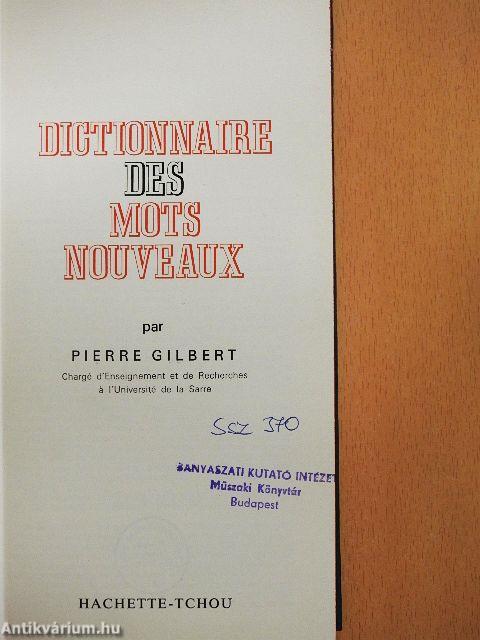 DICTIONNAIRE
DES
MOTS
NOUVEAUX
par
PIERRE GILBERT
Chargé d'Enseignement et de Recherches
à l'Université de la Sarre
SSZ 370
BÁNYASZATI KUTATÓ INTÉZET
Műszaki Könyvtár
Budapest
HACHETTE-TCHOU
Antikvárium.hu